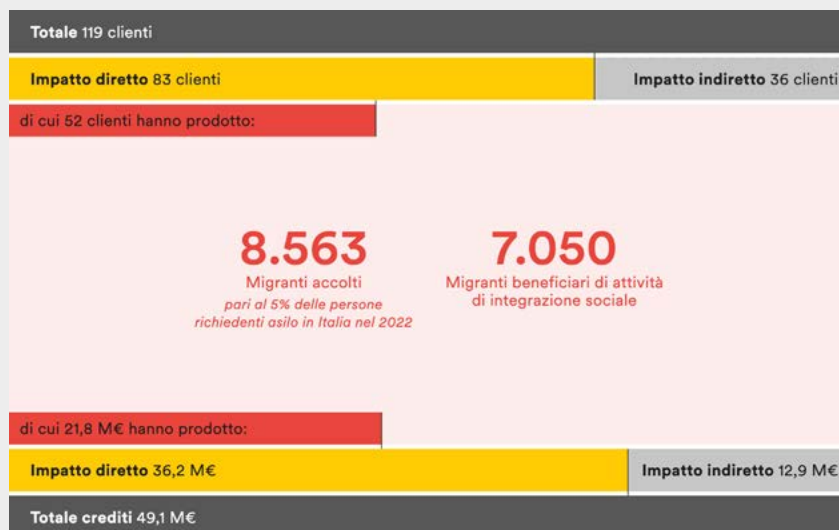 Totale 119 clienti
Impatto diretto 83 clienti
Impatto indiretto 36 clienti
di cui 52 clienti hanno prodotto:
8.563
Migranti accolti
pari al 5% delle persone
richiedenti asilo in Italia nel 2022
7.050
Migranti beneficiari di attività
di integrazione sociale
di cui 21,8 M€ hanno prodotto:
Impatto diretto 36,2 M€
Impatto indiretto 12,9 M€
Totale crediti 49,1 M€